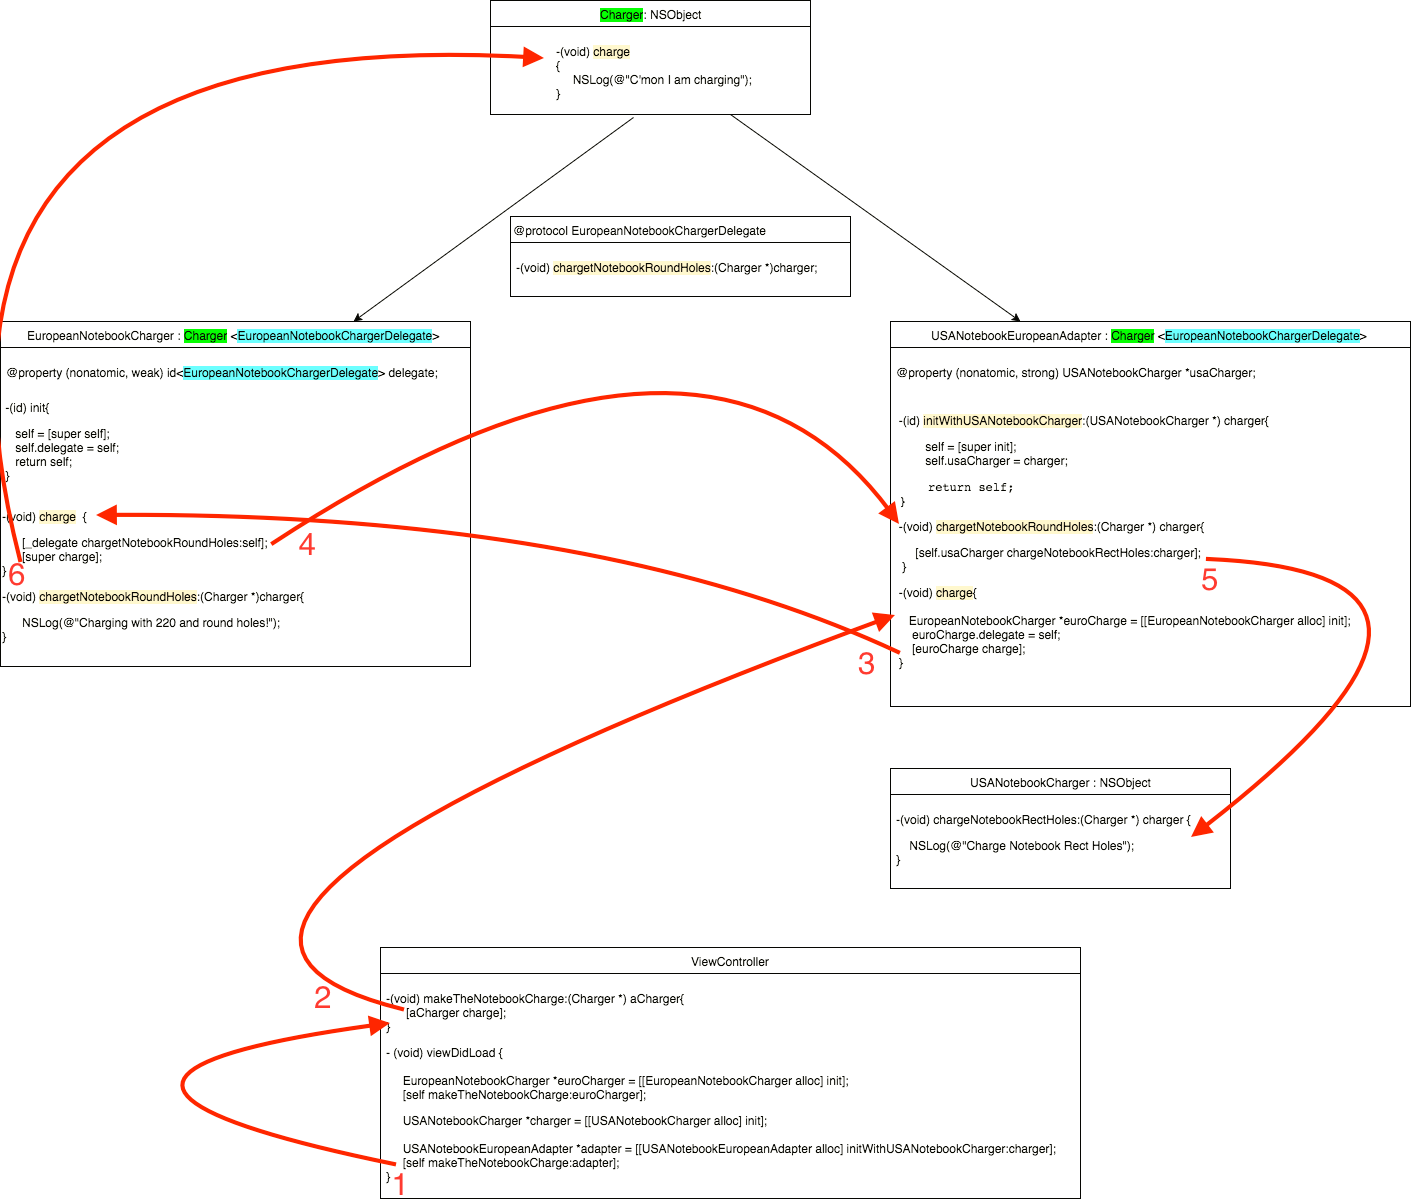 Charger: NSObject
-(void) charge
{
NSLog(@"C'mon I am charging");
}
@protocol EuropeanNotebookChargerDelegate
-(void) chargetNotebookRoundHoles:(Charger *)charger;
EuropeanNotebookCharger : Charger <EuropeanNotebookChargerDelegate>
@property (nonatomic, weak) id<EuropeanNotebookChargerDelegate> delegate;
-(id) init{
self = [super self];
self.delegate = self;
return self;
}
-(void) charge {
[_delegate chargetNotebookRoundHoles:self];
[super charge];
}
-(void) chargetNotebookRoundHoles:(Charger *)charger{
NSLog(@"Charging with 220 and round holes!");
}
USANotebookEuropeanAdapter : Charger <EuropeanNotebookChargerDelegate>
@property (nonatomic, strong) USANotebookCharger *usaCharger;
-(id) initWithUSANotebookCharger:(USANotebookCharger *) charger{
self = [super init];
self.usaCharger = charger;
return self;
}
-(void) chargetNotebookRoundHoles:(Charger *) charger{
[self.usaCharger chargeNotebookRectHoles:charger];
}
-(void) charge{
EuropeanNotebookCharger *euroCharge = [[EuropeanNotebookCharger alloc] init];
euroCharge.delegate = self;
[euroCharge charge];
}
6
4
5
3
USANotebookCharger : NSObject
-(void) chargeNotebookRectHoles:(Charger *) charger {
NSLog(@"Charge Notebook Rect Holes");
}
2
ViewController
-(void) makeTheNotebookCharge:(Charger *) aCharger{
[aCharger charge];
}
- (void) viewDidLoad {
EuropeanNotebookCharger *euroCharger = [[EuropeanNotebookCharger alloc] init];
[self makeTheNotebookCharge:euroCharger];
USANotebookCharger *charger = [[USANotebookCharger alloc] init];
USANotebookEuropeanAdapter *adapter = [[USANotebookEuropeanAdapter alloc] initWithUSANotebookCharger:charger];
[self makeTheNotebookCharge:adapter];
}
1